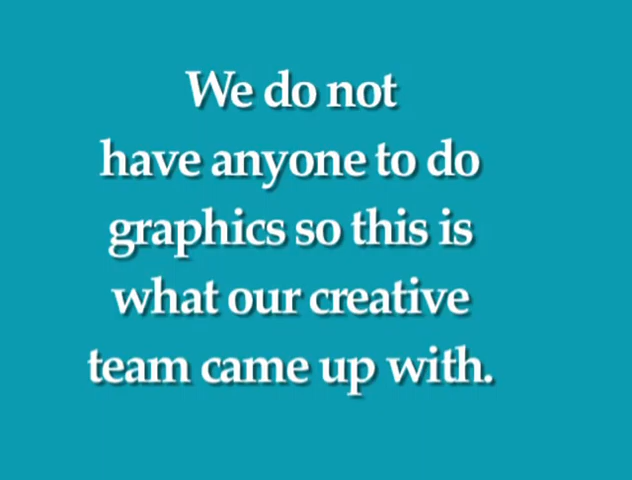 We do not
have anyone to do
graphics so this is
what our creative
team came up with.